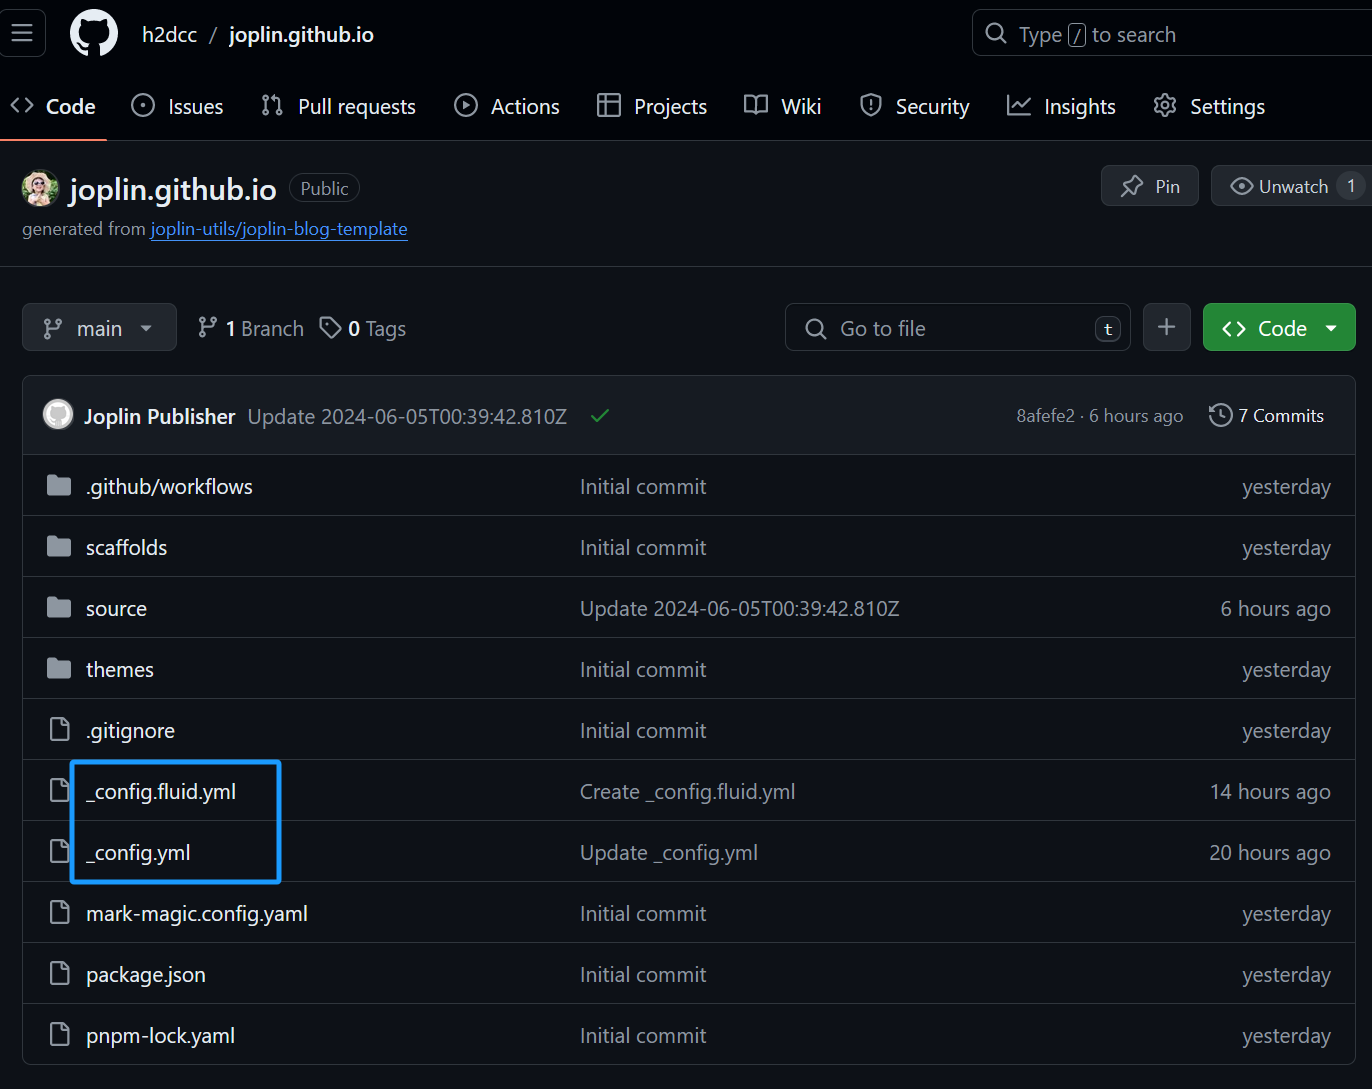 h2dcc / joplin.github.io
Type / to search
Code Issues Pull requests Actions Projects Wiki Security Insights Settings
joplin.github.io Public
Pin Unwatch 1
generated from joplin-utils/joplin-blog-template
main 1 Branch 0 Tags
Go to file t + Code
Joplin Publisher Update 2024-06-05T00:39:42.810Z 8afefe2 · 6 hours ago 7 Commits
.github/workflows Initial commit yesterday
scaffolds Initial commit yesterday
source Update 2024-06-05T00:39:42.810Z 6 hours ago
themes Initial commit yesterday
.gitignore Initial commit yesterday
_config.fluid.yml Create _config.fluid.yml 14 hours ago
_config.yml Update _config.yml 20 hours ago
mark-magic.config.yaml Initial commit yesterday
package.json Initial commit yesterday
pnpm-lock.yaml Initial commit yesterday